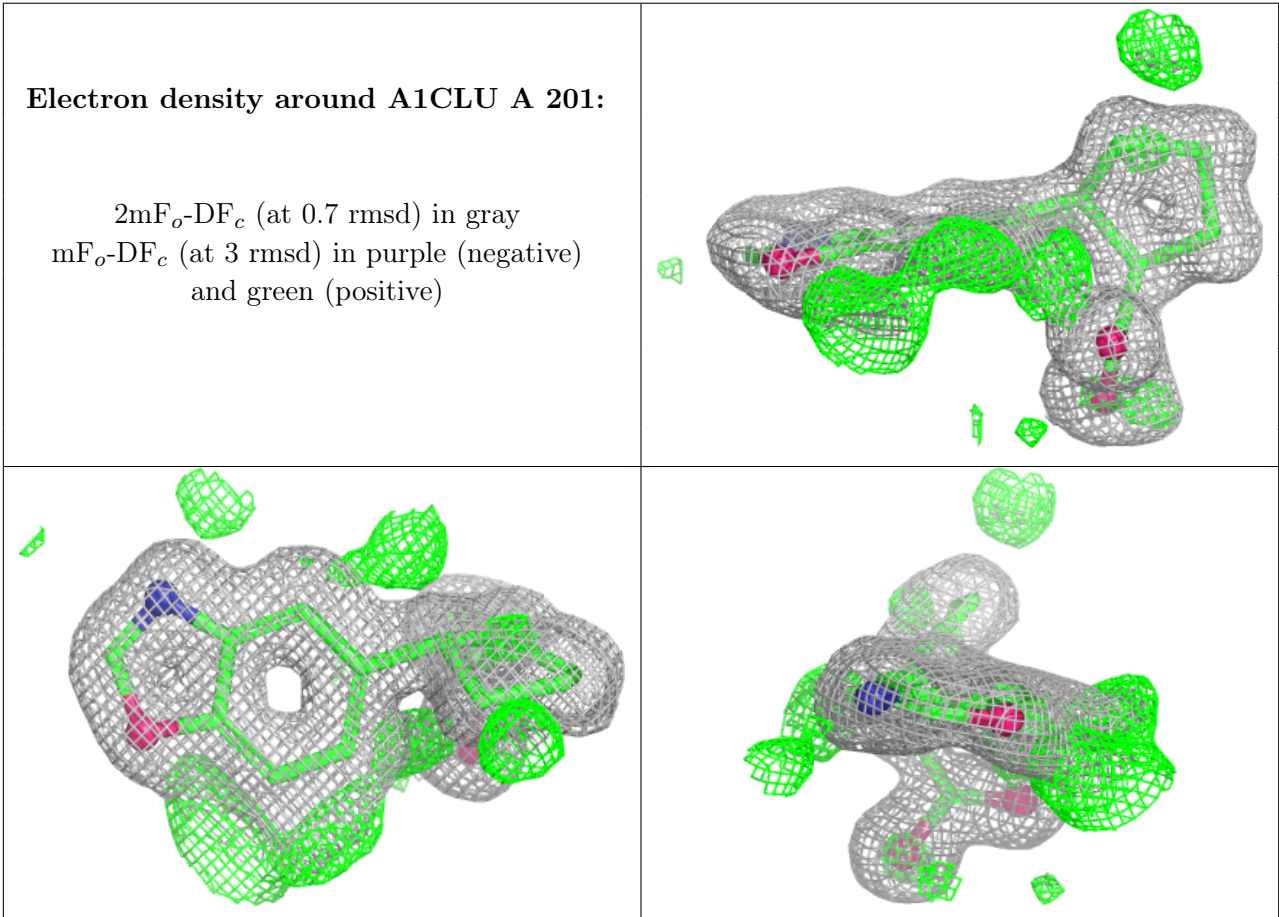 Electron density around A1CLU A 201:
2mFo-DFc (at 0.7 rmsd) in gray
mFo-DFc (at 3 rmsd) in purple (negative)
and green (positive)